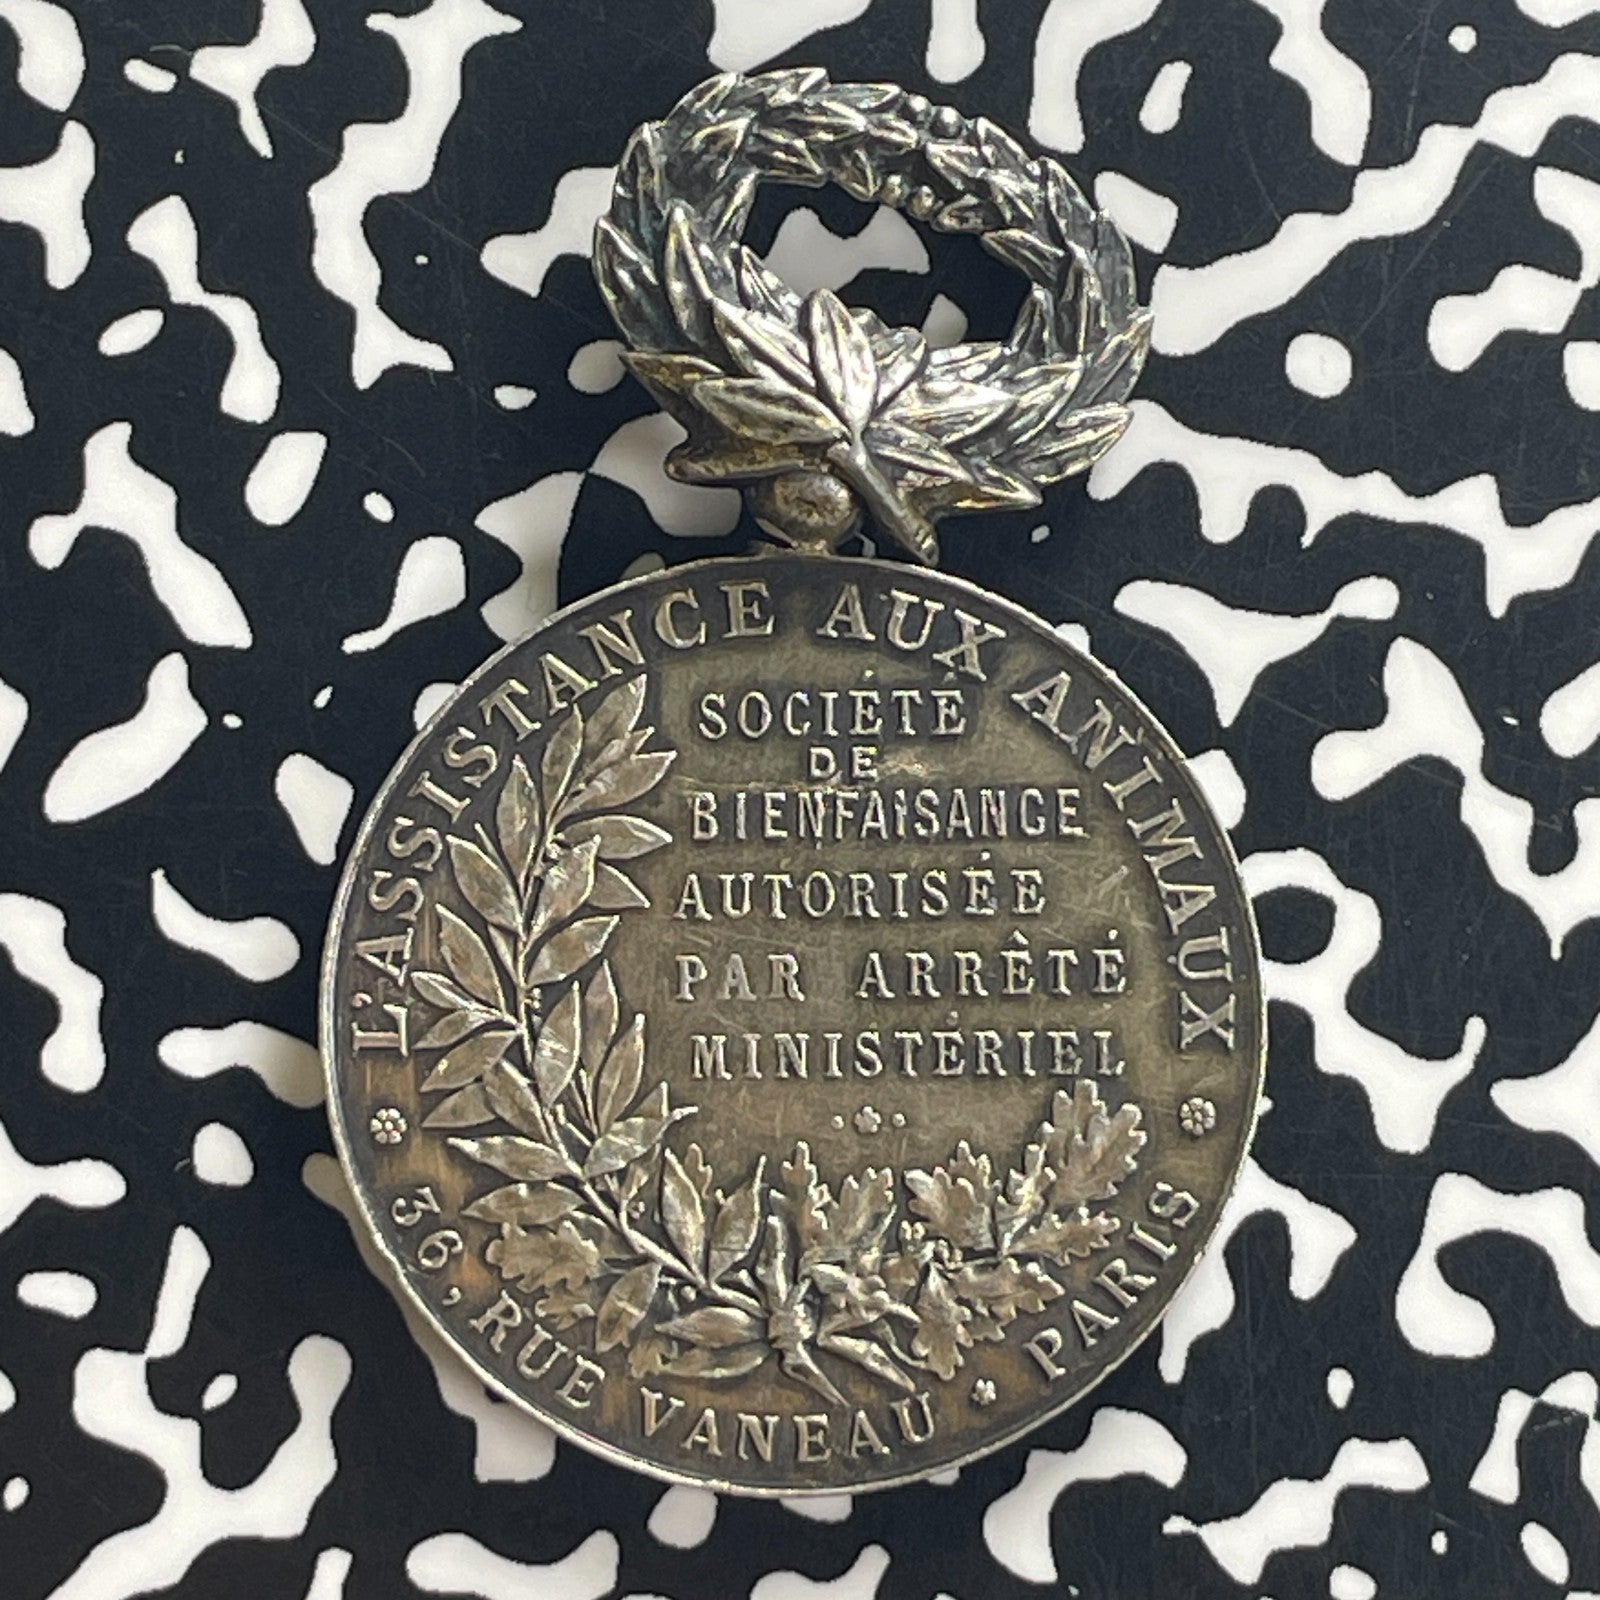 L'ASSISTANCE AUX ANIMAUX
SOCIÉTÉ
DE
BIENFAISANCE
AUTORISÉE
PAR ARRÊTÉ
MINISTÉRIEL
36, RUE VANEAU * PARIS